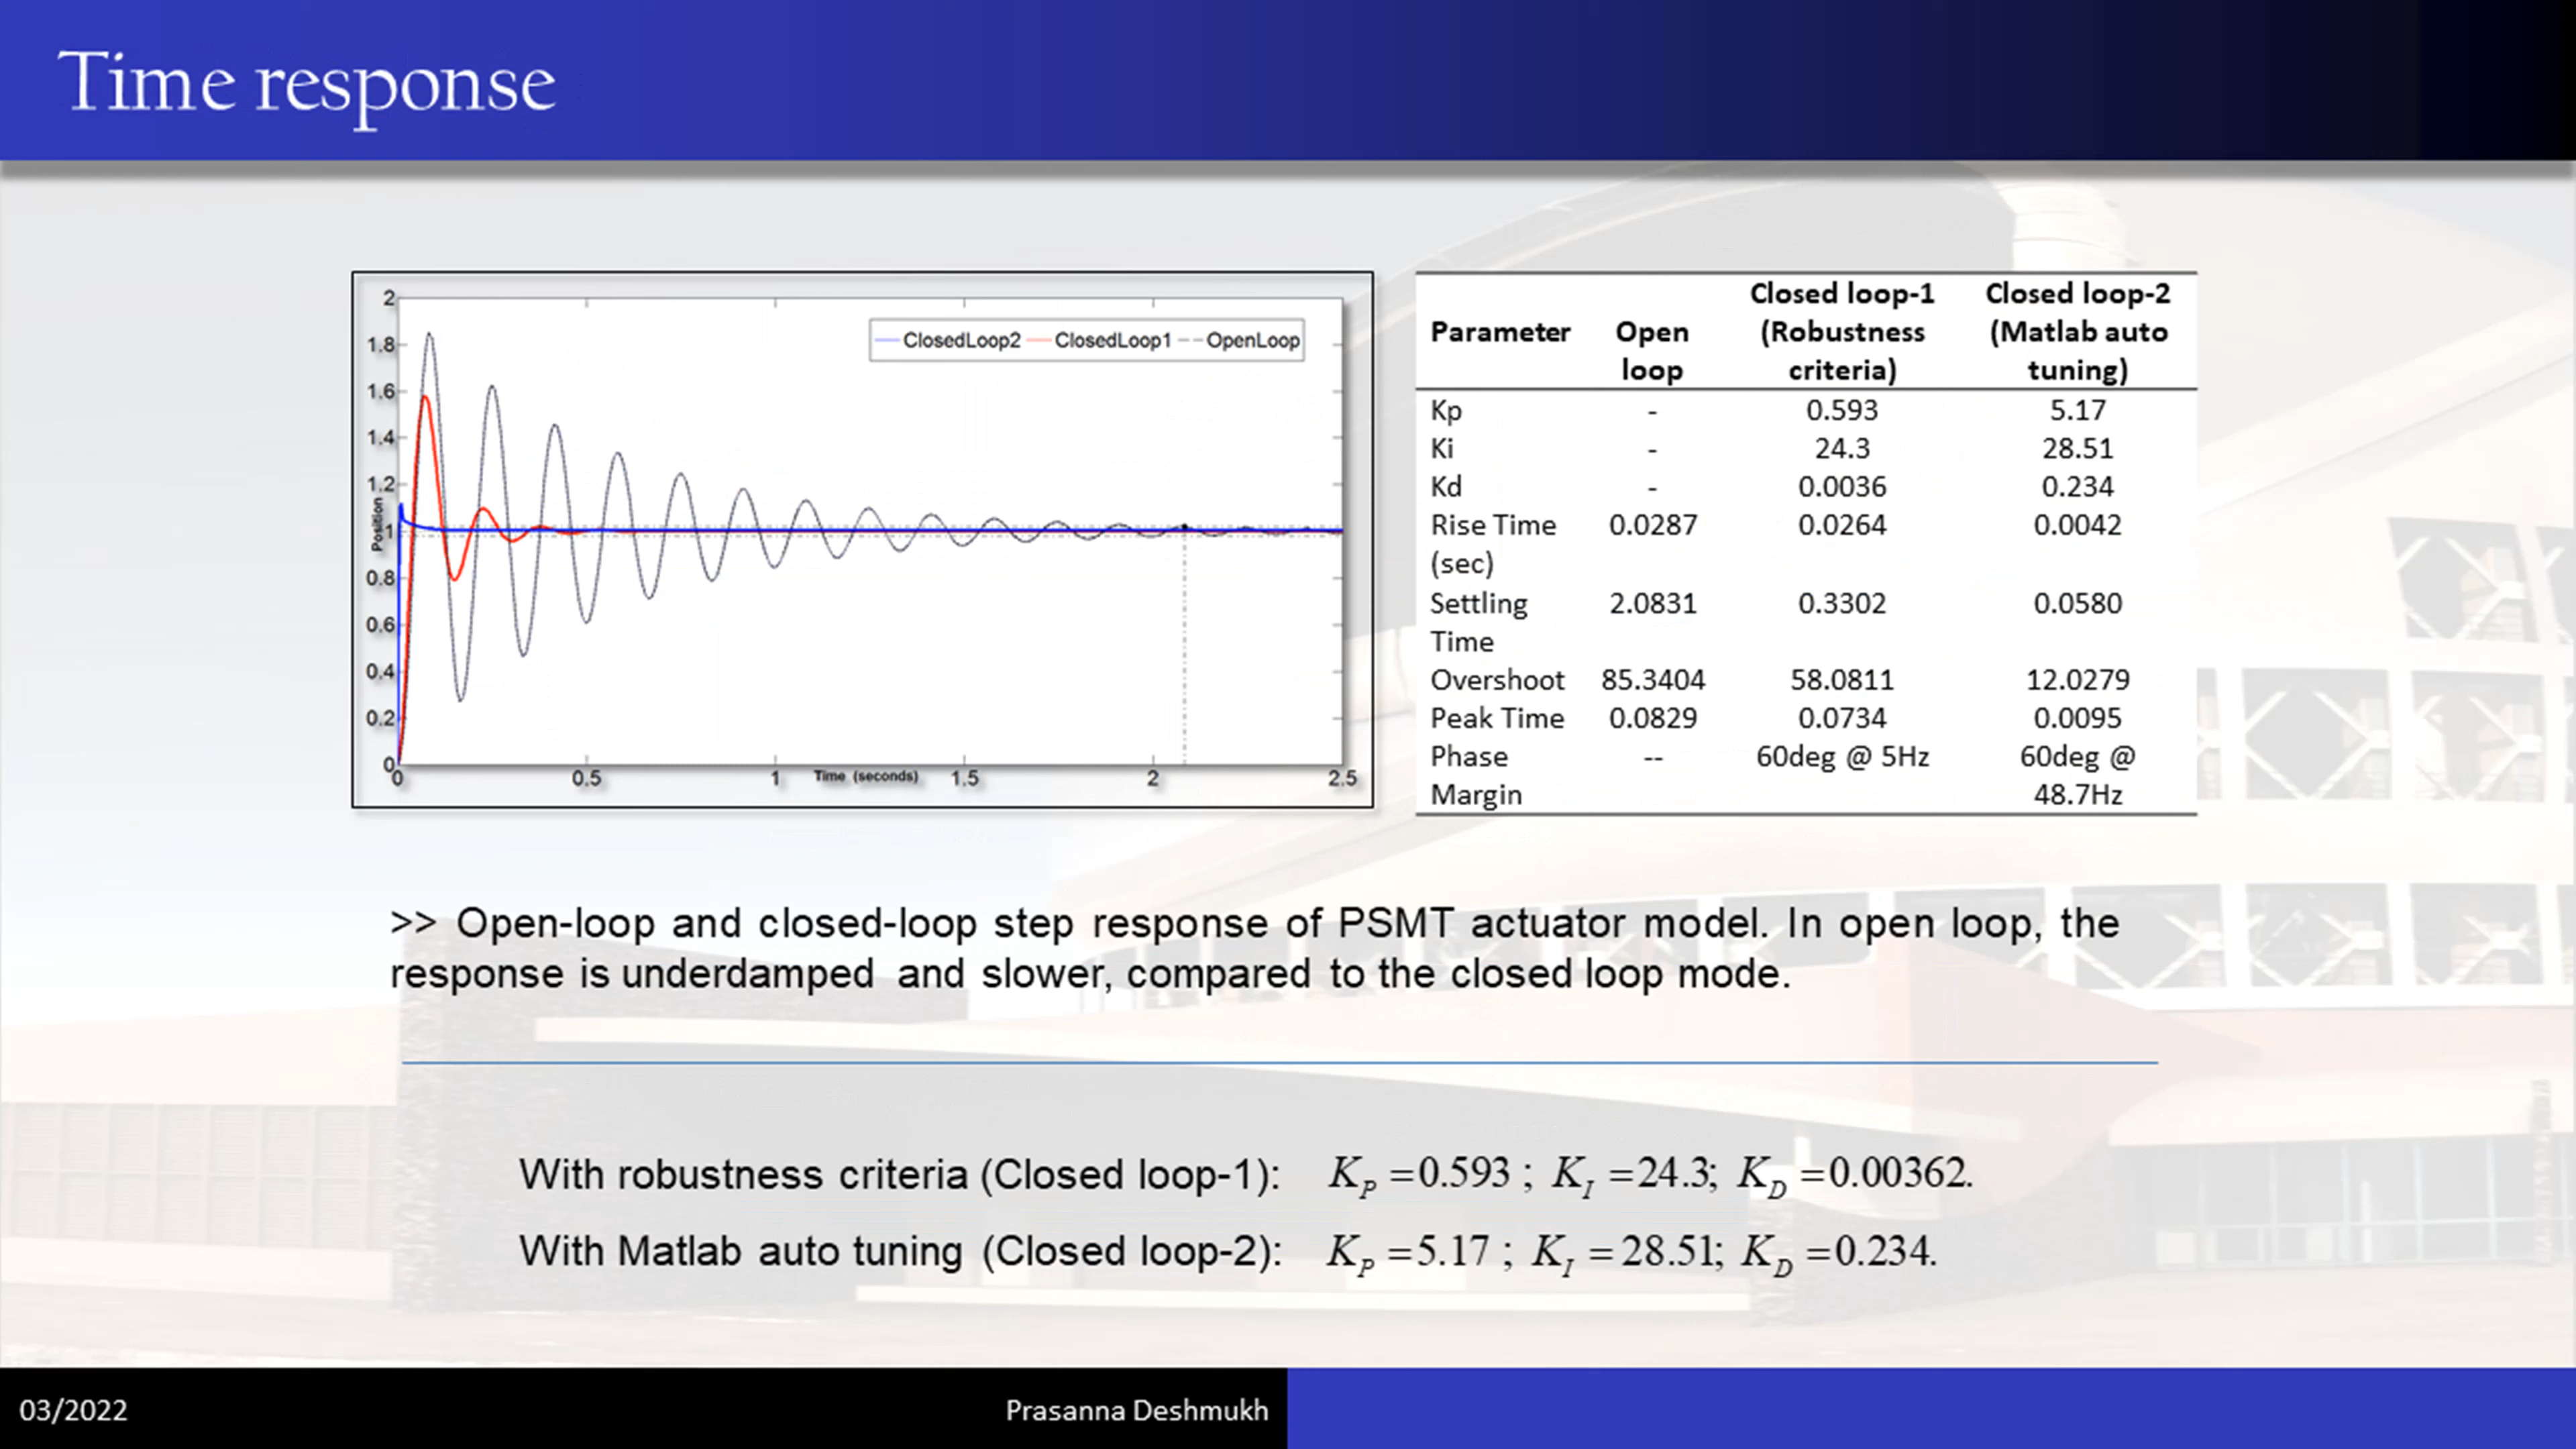 Time response
2
1.8
1.6
1.4
1.2
1
0.8
0.6
0.4
0.2
0
Position
ClosedLoop2 ClosedLoop1 OpenLoop
0 0.5 1 1.5 2 2.5
Time (seconds)
Parameter Open loop Closed loop-1 (Robustness criteria) Closed loop-2 (Matlab auto tuning)
Kp - 0.593 5.17
Ki - 24.3 28.51
Kd - 0.0036 0.234
Rise Time (sec) 0.0287 0.0264 0.0042
Settling Time 2.0831 0.3302 0.0580
Overshoot 85.3404 58.0811 12.0279
Peak Time 0.0829 0.0734 0.0095
Phase Margin -- 60deg @ 5Hz 60deg @ 48.7Hz
>> Open-loop and closed-loop step response of PSMT actuator model. In open loop, the
response is underdamped and slower, compared to the closed loop mode.
With robustness criteria (Closed loop-1): K_P =0.593 ; K_I =24.3; K_D =0.00362.
With Matlab auto tuning (Closed loop-2): K_P =5.17 ; K_I =28.51; K_D =0.234.
03/2022
Prasanna Deshmukh